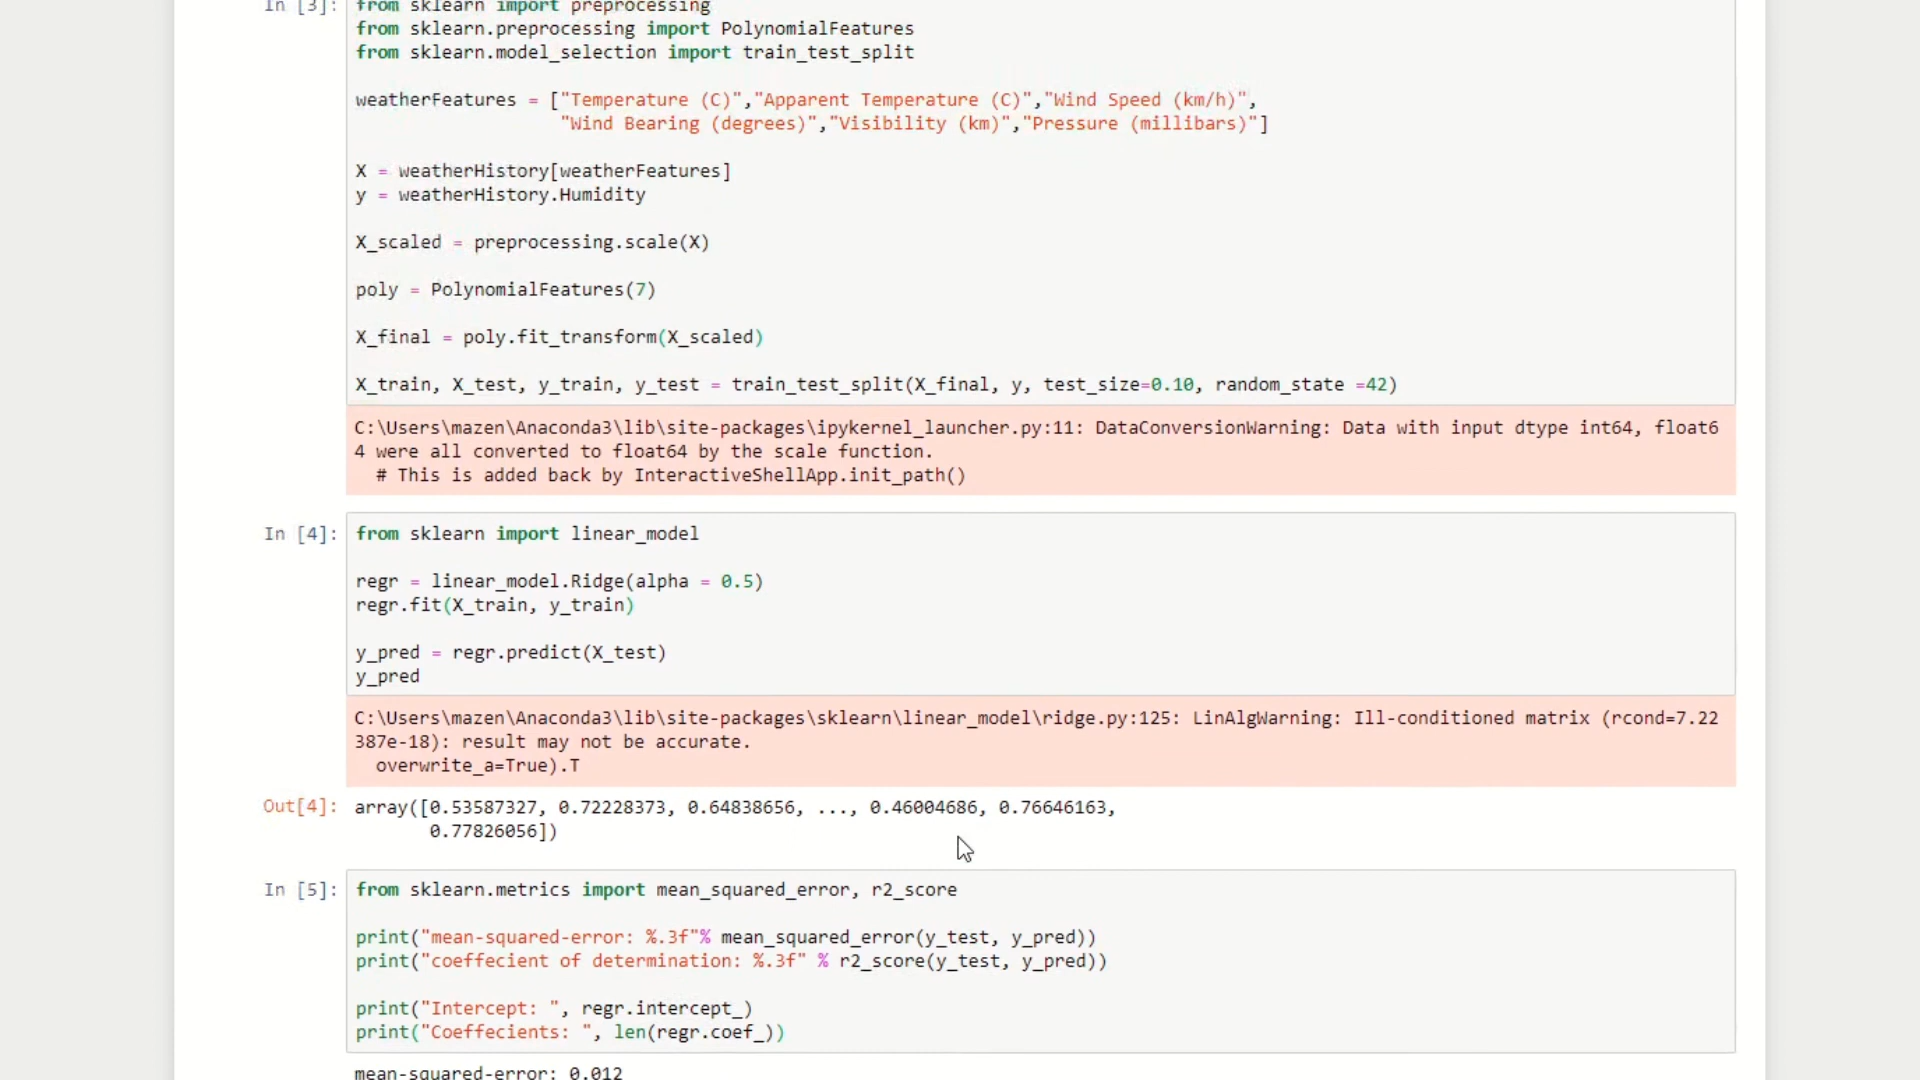 In [3]: from sklearn import preprocessing
from sklearn.preprocessing import PolynomialFeatures
from sklearn.model_selection import train_test_split
weatherFeatures = ["Temperature (C)","Apparent Temperature (C)","Wind Speed (km/h)",
"Wind Bearing (degrees)","Visibility (km)","Pressure (millibars)"]
X = weatherHistory[weatherFeatures]
y = weatherHistory.Humidity
X_scaled = preprocessing.scale(X)
poly = PolynomialFeatures(7)
X_final = poly.fit_transform(X_scaled)
X_train, X_test, y_train, y_test = train_test_split(X_final, y, test_size=0.10, random_state =42)
C:\Users\mazen\Anaconda3\lib\site-packages\ipykernel_launcher.py:11: DataConversionWarning: Data with input dtype int64, float6
4 were all converted to float64 by the scale function.
# This is added back by InteractiveShellApp.init_path()
In [4]: from sklearn import linear_model
regr = linear_model.Ridge(alpha = 0.5)
regr.fit(X_train, y_train)
y_pred = regr.predict(X_test)
y_pred
C:\Users\mazen\Anaconda3\lib\site-packages\sklearn\linear_model\ridge.py:125: LinAlgWarning: Ill-conditioned matrix (rcond=7.22
387e-18): result may not be accurate.
overwrite_a=True).T
Out[4]: array([0.53587327, 0.72228373, 0.64838656, ..., 0.46004686, 0.76646163,
0.77826056])
In [5]: from sklearn.metrics import mean_squared_error, r2_score
print("mean-squared-error: %.3f"% mean_squared_error(y_test, y_pred))
print("coeffecient of determination: %.3f" % r2_score(y_test, y_pred))
print("Intercept: ", regr.intercept_)
print("Coeffecients: ", len(regr.coef_))
mean-squared-error: 0.012